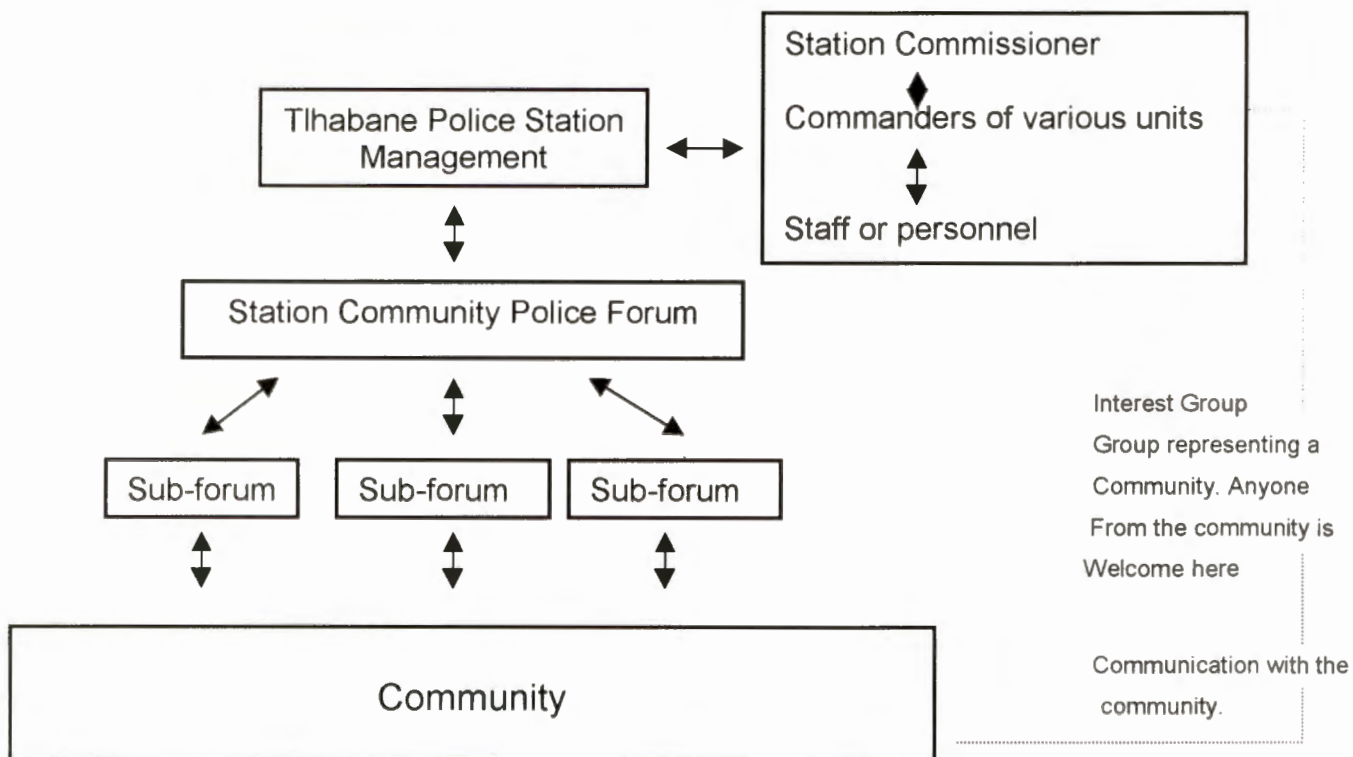 Station Commissioner
Commanders of various units
Staff or personnel
Tlhabane Police Station
Management
Station Community Police Forum
Sub-forum
Sub-forum
Sub-forum
Interest Group
Group representing a
Community. Anyone
From the community is
Welcome here
Community
Communication with the
community.